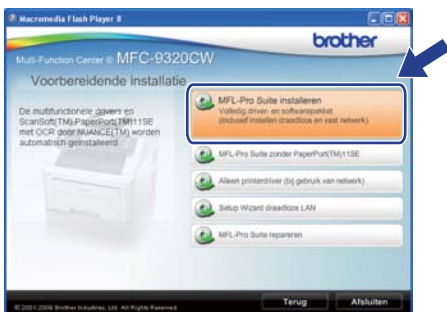 Macromedia Flash Player 8
brother
Multi-Function Center ® MFC-9320CW
Voorbereidende installatie
De multifunctionele drivers en
ScanSoft(TM) PaperPort(TM)11SE
met OCR door NUANCE(TM) worden
automatisch geïnstalleerd.
MFL-Pro Suite installeren
Volledig driver- en softwarepakket
(Inclusief instellen draadloos en vast netwerk)
MFL-Pro Suite zonder PaperPort(TM)11SE
Alleen printerdriver (bij gebruik van netwerk)
Setup Wizard draadloze LAN
MFL-Pro Suite repareren
© 2001-2008 Brother Industries, Ltd. All Rights Reserved.
Terug
Afsluiten